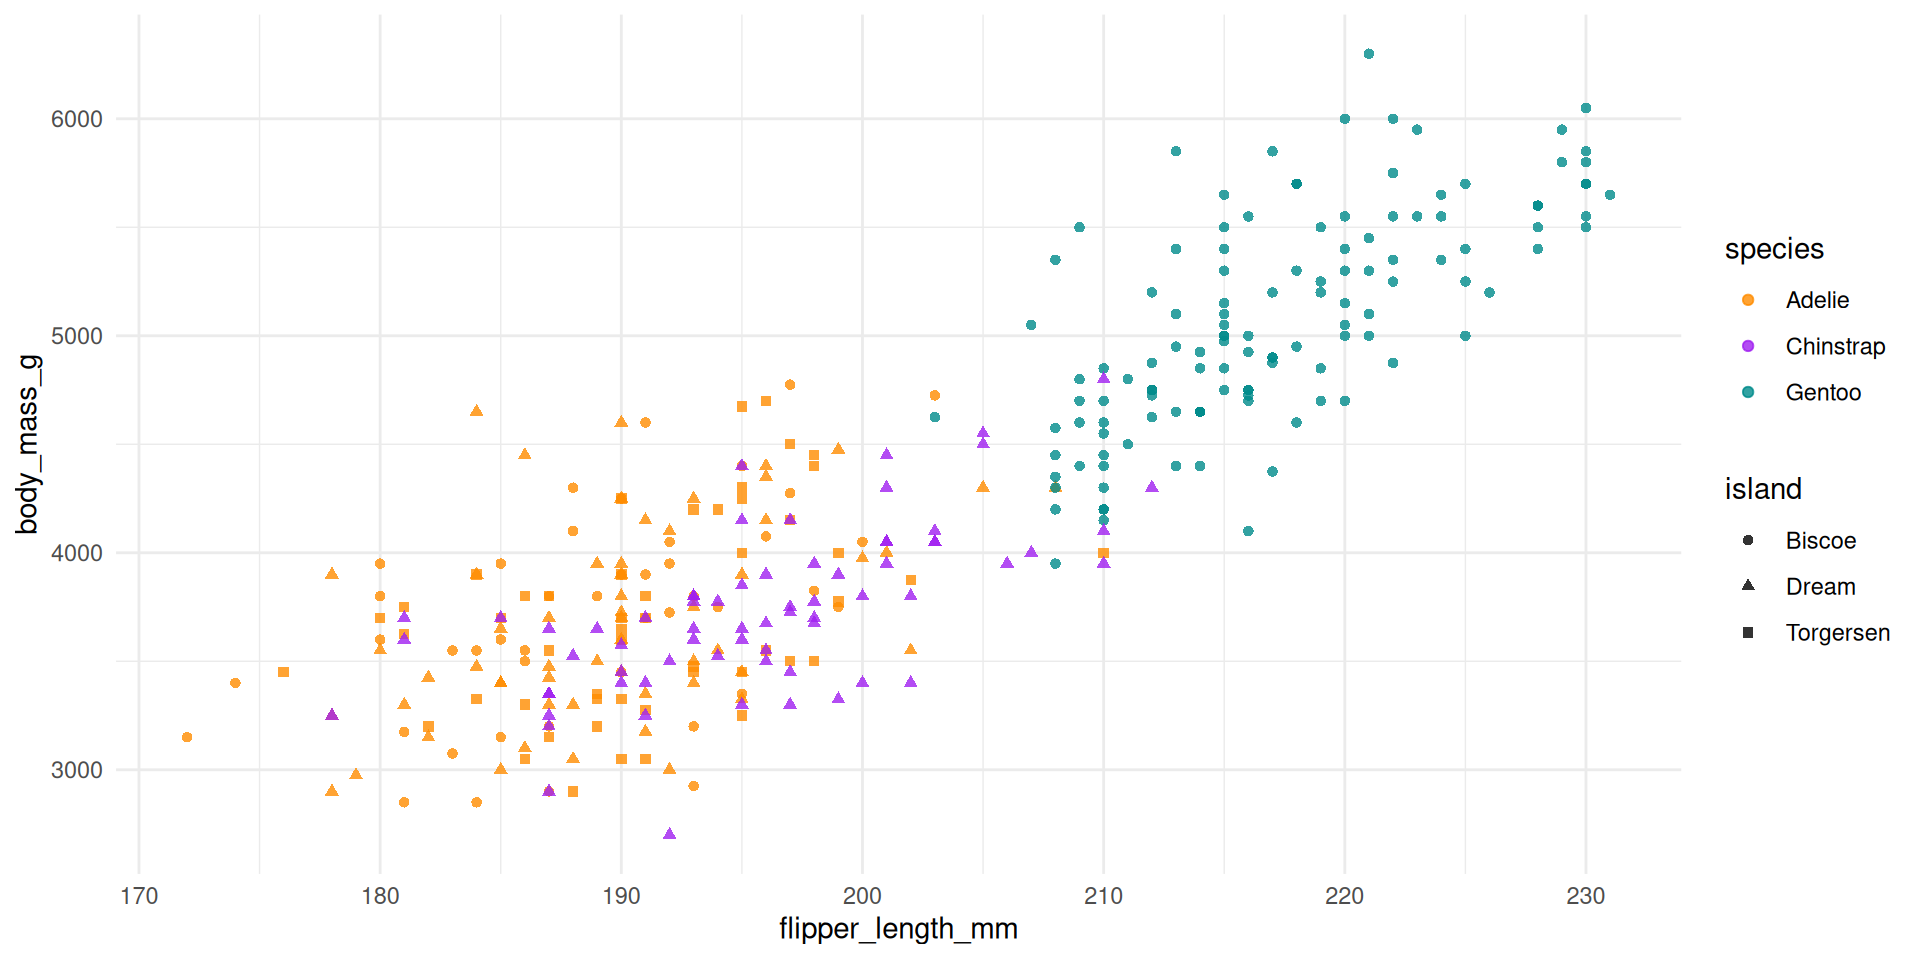 6000
5000
4000
3000
body_mass_g
170 180 190 200 210 220 230
flipper_length_mm
species
Adelie
Chinstrap
Gentoo
island
Biscoe
Dream
Torgersen